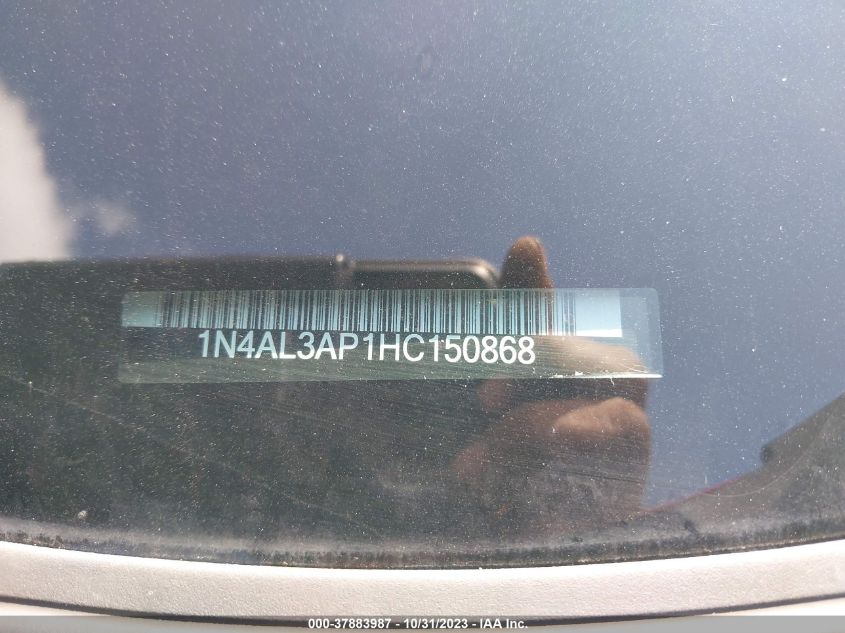 1N4AL3AP1HC150868
000-37883987 - 10/31/2023 - IAA Inc.